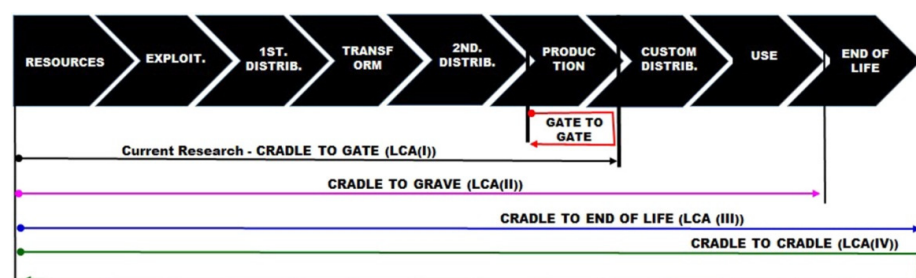 RESOURCES
EXPLOIT.
1ST.
DISTRIB.
TRANSF
ORM
2ND.
DISTRIB.
PRODUC
TION
CUSTOM
DISTRIB.
USE
END OF
LIFE
GATE TO
GATE
Current Research - CRADLE TO GATE (LCA(I))
CRADLE TO GRAVE (LCA(II))
CRADLE TO END OF LIFE (LCA (III))
CRADLE TO CRADLE (LCA(IV))